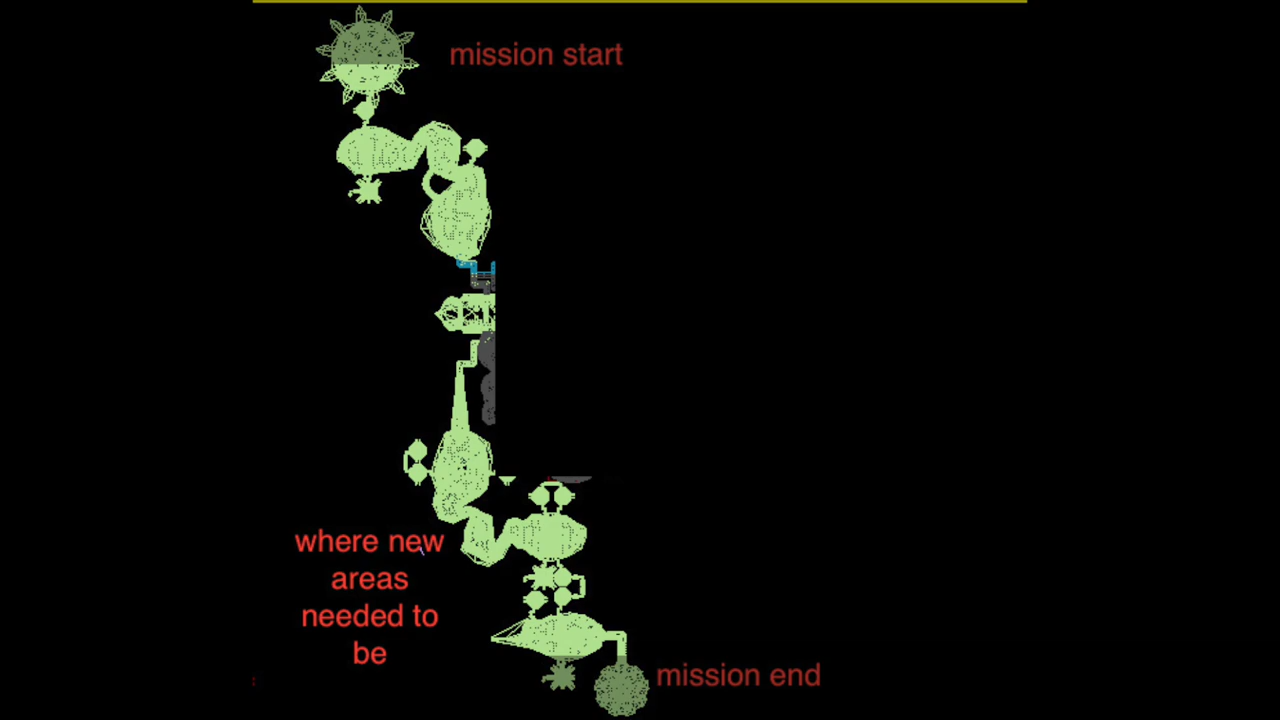 mission start
where new
areas
needed to
be
mission end